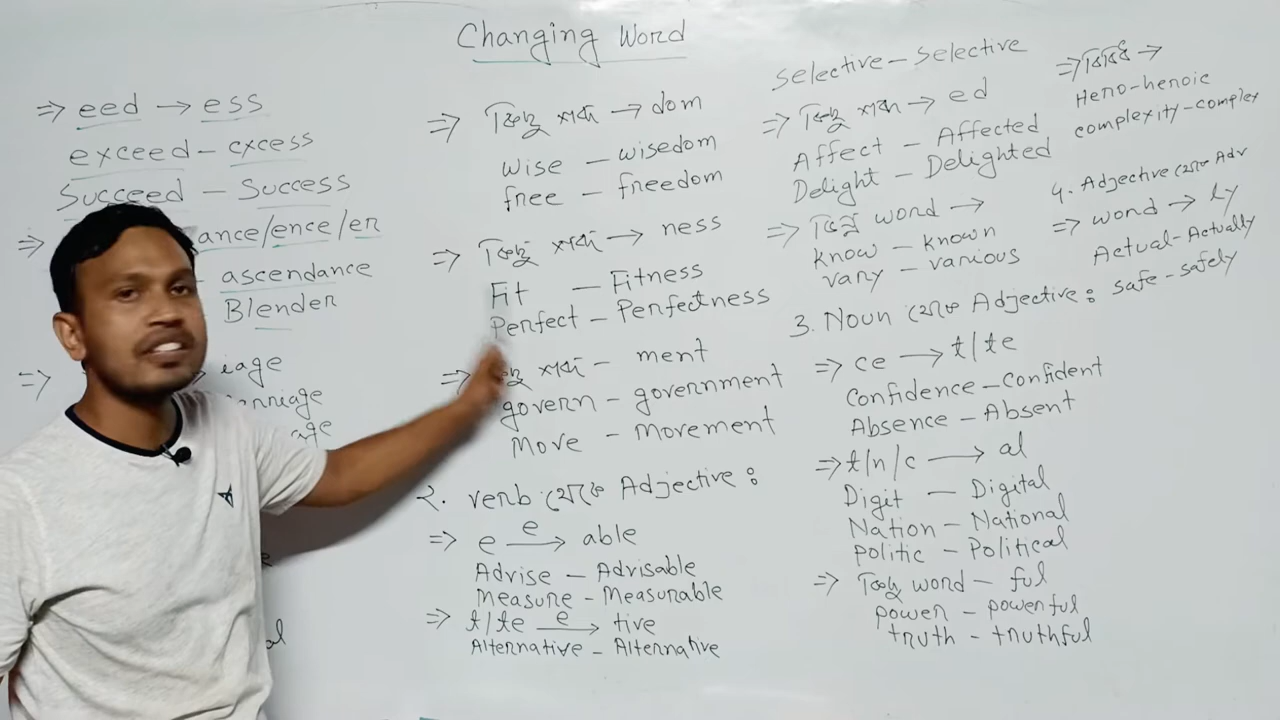 Changing Word
⇒ eed → ess
exceed – excess
Succeed – Success
⇒ ance/ence/er
– ascendance
Blender
⇒ → iage
arriage
age
al
⇒ কিছু শব্দ → dom
wise – wisedom
free – freedom
⇒ কিছু শব্দ → ness
Fit – Fitness
Perfect – Perfectness
⇒ কিছু শব্দ – ment
govern – government
Move – Movement
২. verb থেকে Adjective :
⇒ e e→ able
Advise – Advisable
Measure – Measurable
⇒ t/te e→ tive
Alternative – Alternative
Selective – Selective
⇒ কিছু শব্দ → ed
Affect – Affected
Delight – Delighted
⇒ ভিন্ন word →
know – known
vary – various
3. Noun থেকে Adjective :
⇒ ce → t/te
Confidence – Confident
Absence – Absent
⇒ t/n/c → al
Digit – Digital
Nation – National
Politic – Political
⇒ কিছু word – ful
power – powerful
truth – truthful
⇒ বিবিধ →
Hero – heroic
complexity – complex
4. Adjective থেকে Adv
⇒ word → ly
Actual – Actually
safe – safely